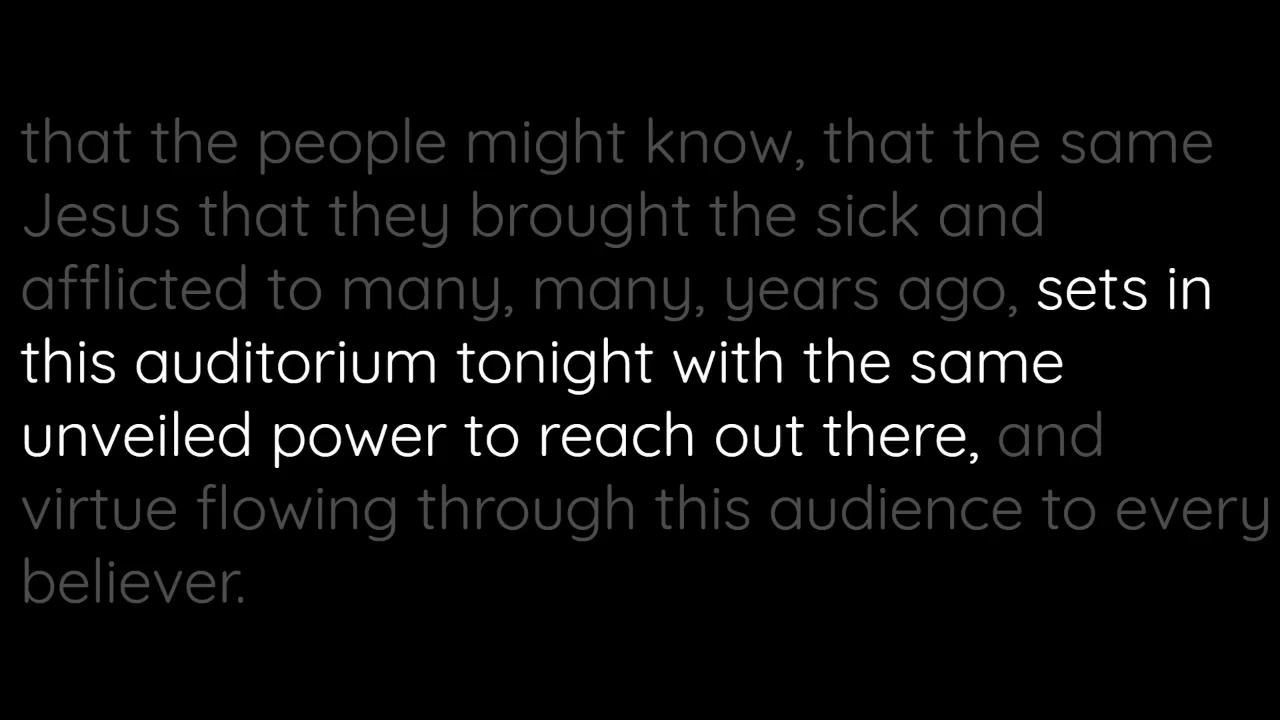 that the people might know, that the same
Jesus that they brought the sick and
afflicted to many, many, years ago, sets in
this auditorium tonight with the same
unveiled power to reach out there, and
virtue flowing through this audience to every
believer.